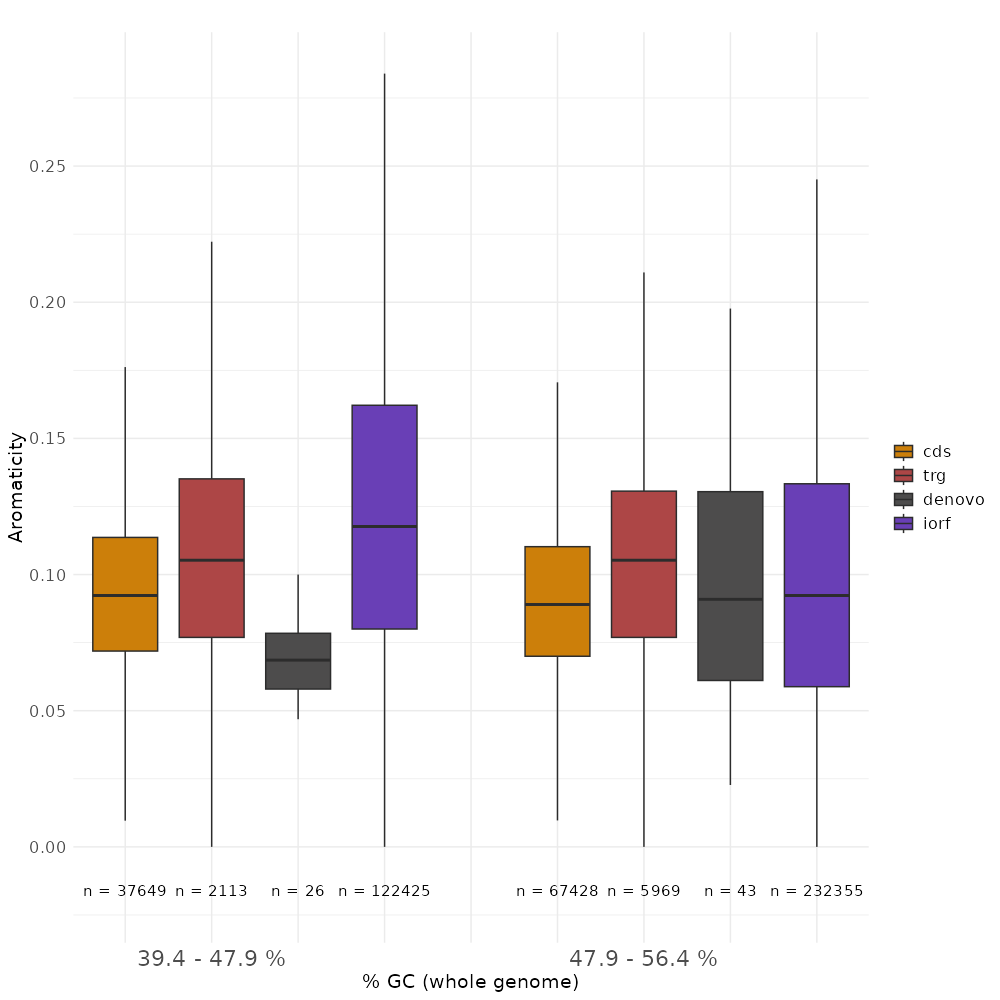 0.25
0.20
0.15
0.10
0.05
0.00
Aromaticity
cds
trg
denovo
iorf
n = 37649 n = 2113 n = 26 n = 122425 n = 67428 n = 5969 n = 43 n = 232355
39.4 - 47.9 % 47.9 - 56.4 %
% GC (whole genome)